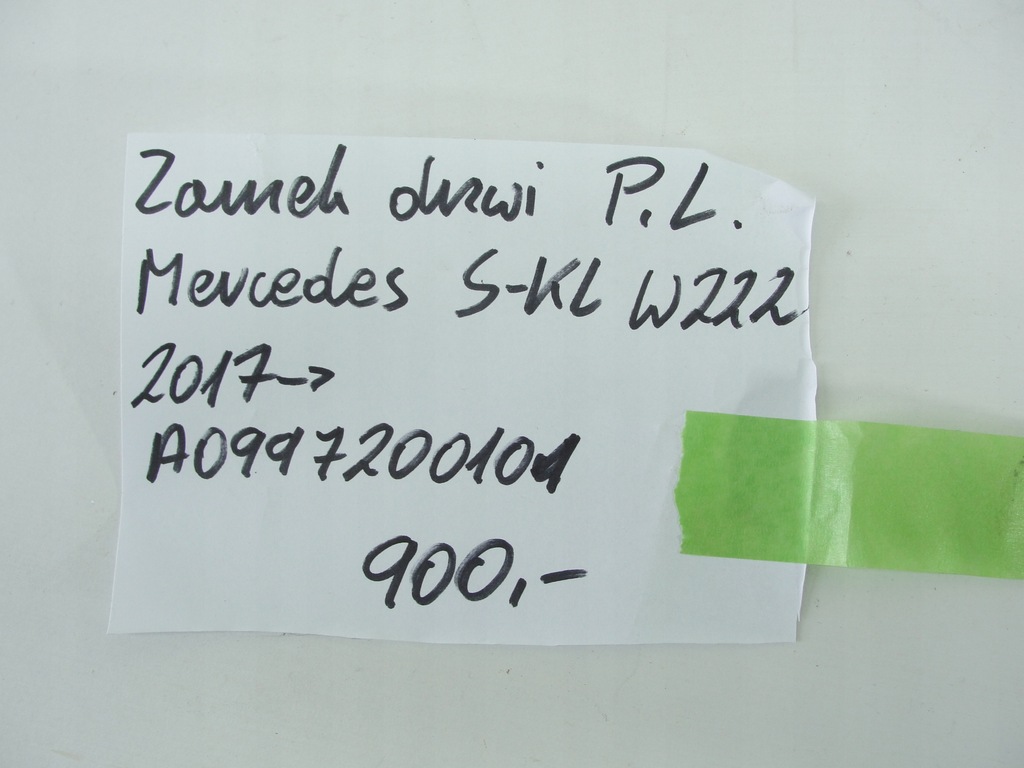 Zamek drzwi P.L.
Mercedes S-KL W222
2017->
A0997200101
900,-